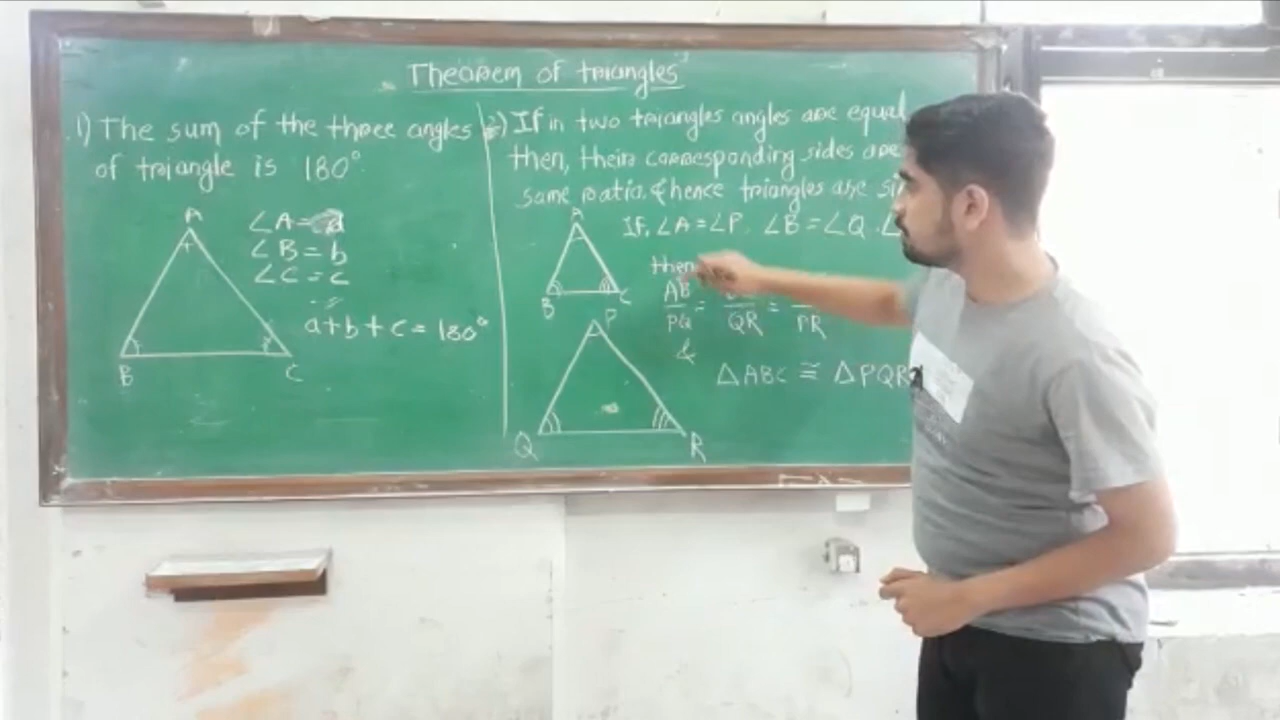 Theorem of triangles
1) The sum of the three angles
of triangle is 180°
A
B
C
∠A = a
∠B = b
∠C = c
a+b+c = 180°
2) If in two triangles angles are equal
then, their corresponding sides are
same ratio & hence triangles are
A
B
C
P
Q
R
If, ∠A = ∠P, ∠B = ∠Q, ∠
then
AB/PQ = /QR = /PR
&
△ABC ≅ △PQR